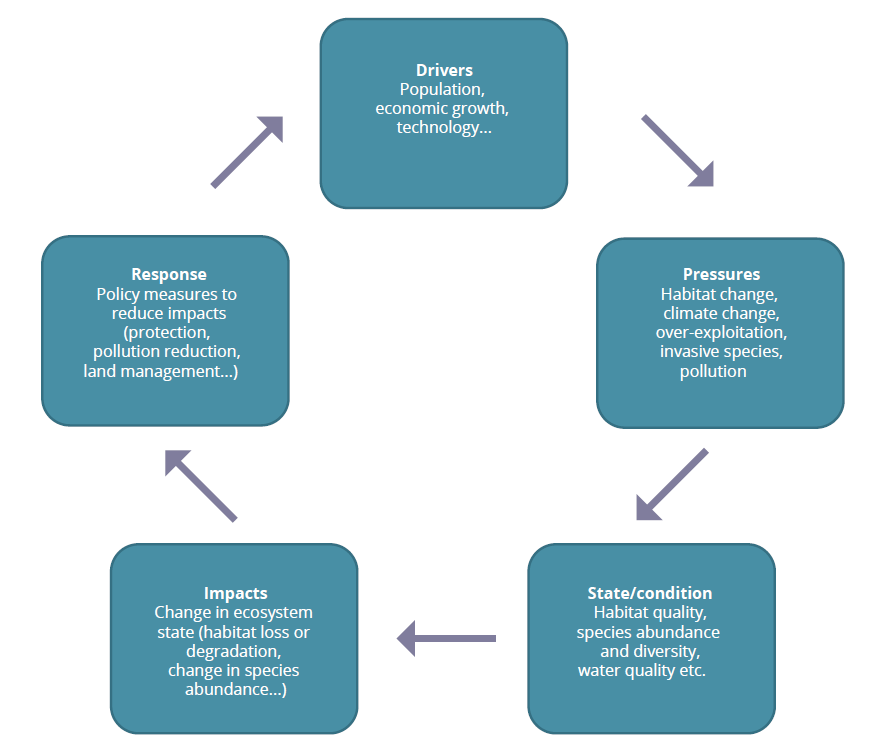 Drivers
Population,
economic growth,
technology...
Pressures
Habitat change,
climate change,
over-exploitation,
invasive species,
pollution
State/condition
Habitat quality,
species abundance
and diversity,
water quality etc.
Impacts
Change in ecosystem
state (habitat loss or
degradation,
change in species
abundance...)
Response
Policy measures to
reduce impacts
(protection,
pollution reduction,
land management...)